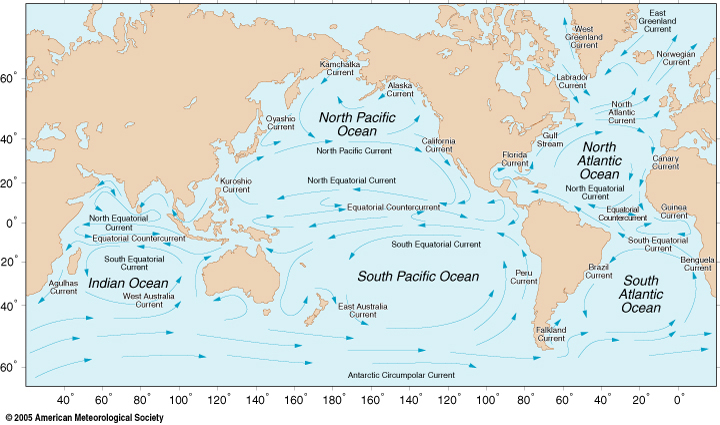 East
Greenland
Current
West
Greenland
Current
Norwegian
Current
Kamchatka
Current
Labrador
Current
60°
Alaska
Current
North
Atlantic
Current
Oyashio
Current
North Pacific
Ocean
Gulf
Stream
40°
California
Current
North
Atlantic
Ocean
North Pacific Current
Florida
Current
Canary
Current
20°
Kuroshio
Current
North Equatorial Current
North Equatorial
Current
North Equatorial
Current
Equatorial Countercurrent
Equatorial
Countercurrent
Guinea
Current
0°
Equatorial Countercurrent
South Equatorial Current
South Equatorial
Current
20°
South Equatorial
Current
Benguela
Current
Agulhas
Current
Indian Ocean
South Pacific Ocean
Peru
Current
Brazil
Current
South
Atlantic
Ocean
West Australia
Current
40°
East Australia
Current
Falkland
Current
60°
Antarctic Circumpolar Current
40° 60° 80° 100° 120° 140° 160° 180° 160° 140° 120° 100° 80° 60° 40° 20° 0°
© 2005 American Meteorological Society